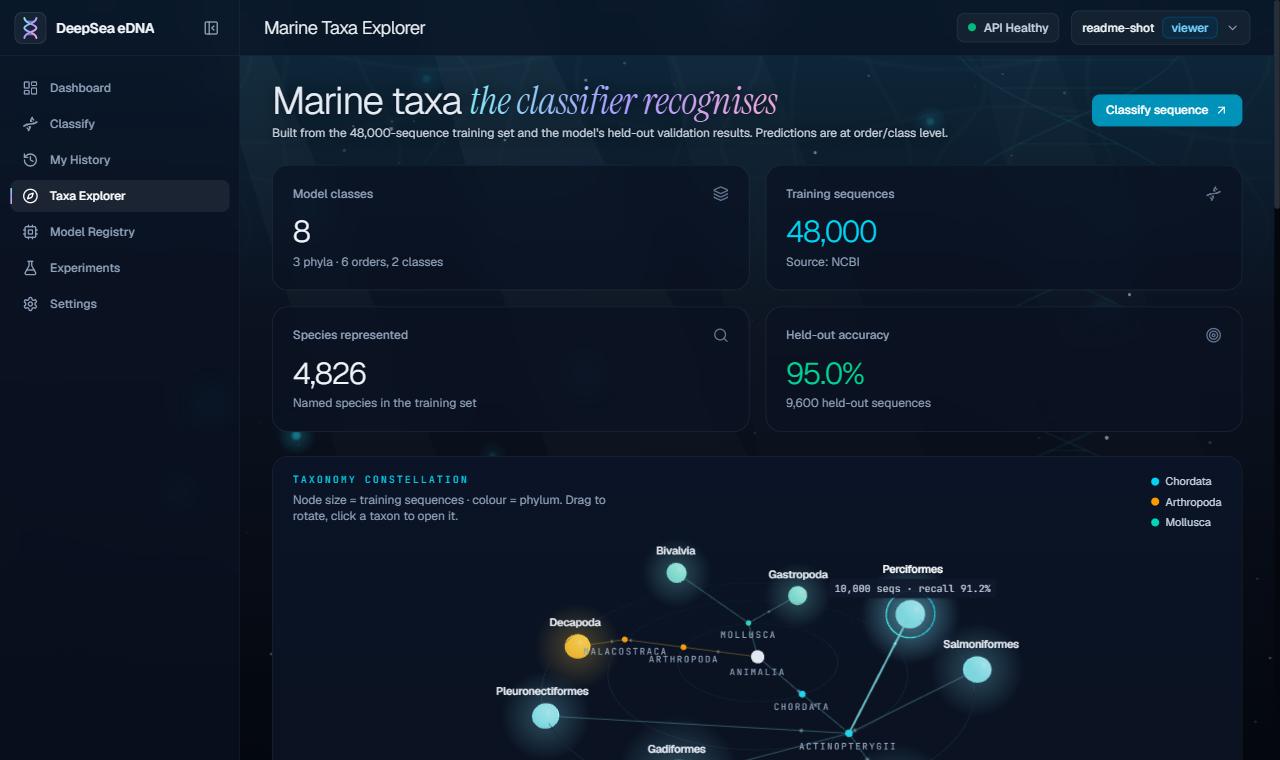 DeepSea eDNA
Marine Taxa Explorer
API Healthy
readme-shot viewer
Dashboard
Classify
My History
Taxa Explorer
Model Registry
Experiments
Settings
Marine taxa the classifier recognises
Built from the 48,000-sequence training set and the model's held-out validation results. Predictions are at order/class level.
Classify sequence
Model classes
8
3 phyla · 6 orders, 2 classes
Training sequences
48,000
Source: NCBI
Species represented
4,826
Named species in the training set
Held-out accuracy
95.0%
9,600 held-out sequences
TAXONOMY CONSTELLATION
Node size = training sequences · colour = phylum. Drag to
rotate, click a taxon to open it.
Chordata
Arthropoda
Mollusca
Bivalvia
Gastropoda
Perciformes
10,000 seqs · recall 91.2%
Decapoda
MOLLUSCA
MALACOSTRACA
ARTHROPODA
ANIMALIA
Salmoniformes
Pleuronectiformes
CHORDATA
ACTINOPTERYGII
Gadiformes